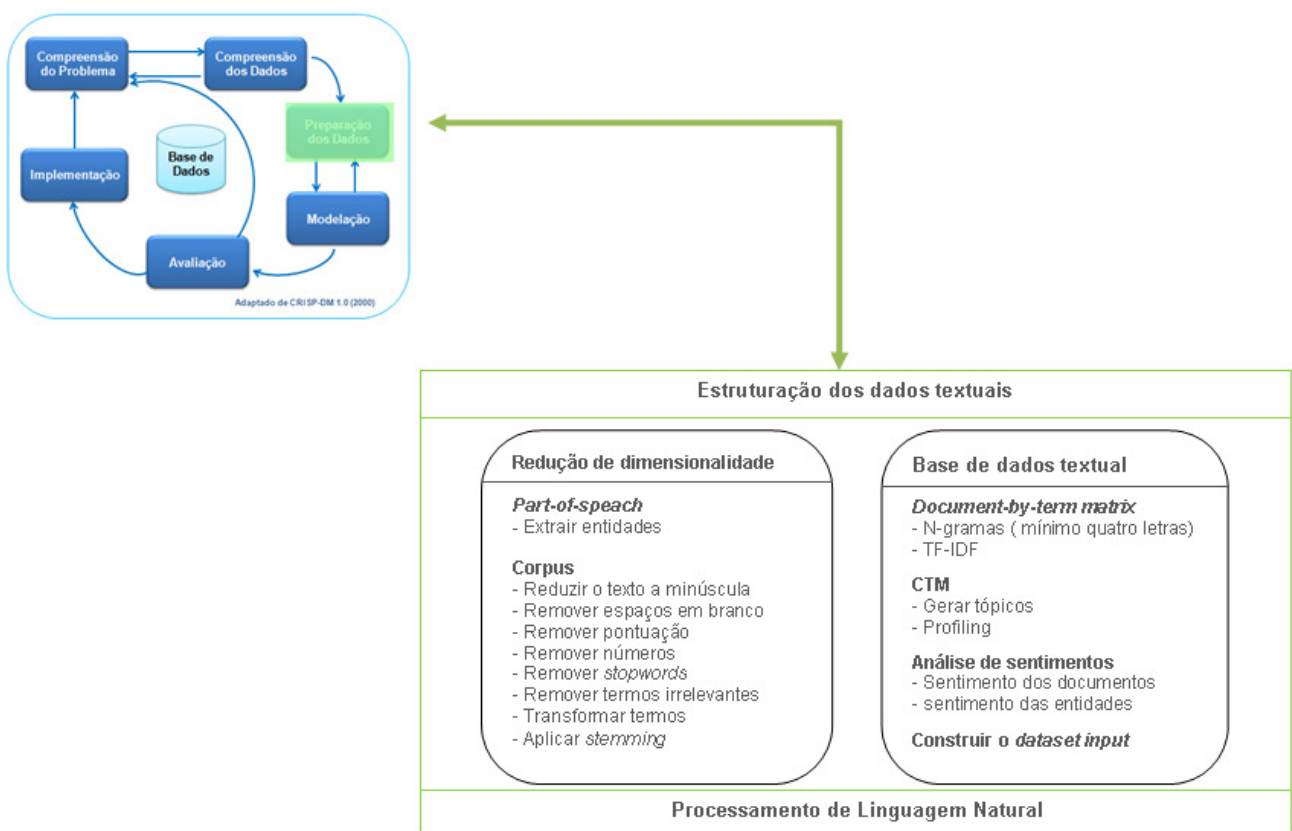 Compreensão
do Problema
Compreensão
dos Dados
Preparação
dos Dados
Base de
Dados
Implementação
Modelação
Avaliação
Adaptado de CRISP-DM 1.0 (2000)
Estruturação dos dados textuais
Redução de dimensionalidade
Part-of-speach
- Extrair entidades
Corpus
- Reduzir o texto a minúscula
- Remover espaços em branco
- Remover pontuação
- Remover números
- Remover stopwords
- Remover termos irrelevantes
- Transformar termos
- Aplicar stemming
Base de dados textual
Document-by-term matrix
- N-gramas ( mínimo quatro letras)
- TF-IDF
CTM
- Gerar tópicos
- Profiling
Análise de sentimentos
- Sentimento dos documentos
- sentimento das entidades
Construir o dataset input
Processamento de Linguagem Natural